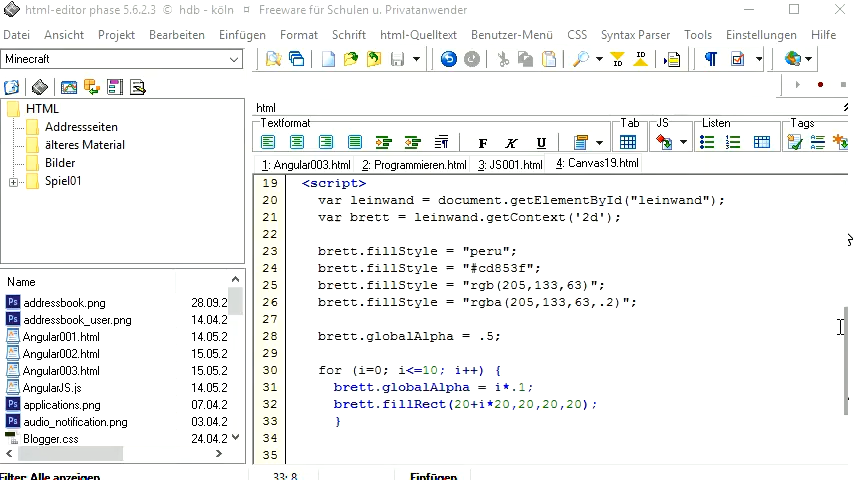 html-editor phase 5.6.2.3 © hdb - köln ¤ Freeware für Schulen u. Privatanwender
Datei Ansicht Projekt Bearbeiten Einfügen Format Schrift html-Quelltext Benutzer-Menü CSS Syntax Parser Tools Einstellungen Hilfe
Minecraft
html
Textformat Tab JS Listen Tags
F K U
1: Angular003.html 2: Programmieren.html 3: JS001.html 4: Canvas19.html
HTML
Addressseiten
älteres Material
Bilder
Spiel01
Name
addressbook.png 28.09.2
addressbook_user.png 14.04.2
Angular001.html 14.05.2
Angular002.html 15.05.2
Angular003.html 15.05.2
AngularJS.js 14.05.2
applications.png 07.04.2
audio_notification.png 03.04.2
Blogger.css 24.04.2
19 <script>
20 var leinwand = document.getElementById("leinwand");
21 var brett = leinwand.getContext('2d');
22
23 brett.fillStyle = "peru";
24 brett.fillStyle = "#cd853f";
25 brett.fillStyle = "rgb(205,133,63)";
26 brett.fillStyle = "rgba(205,133,63,.2)";
27
28 brett.globalAlpha = .5;
29
30 for (i=0; i<=10; i++) {
31 brett.globalAlpha = i*.1;
32 brett.fillRect(20+i*20,20,20,20);
33 }
34
35
Filter: Alle anzeigen 33: 8 Einfügen